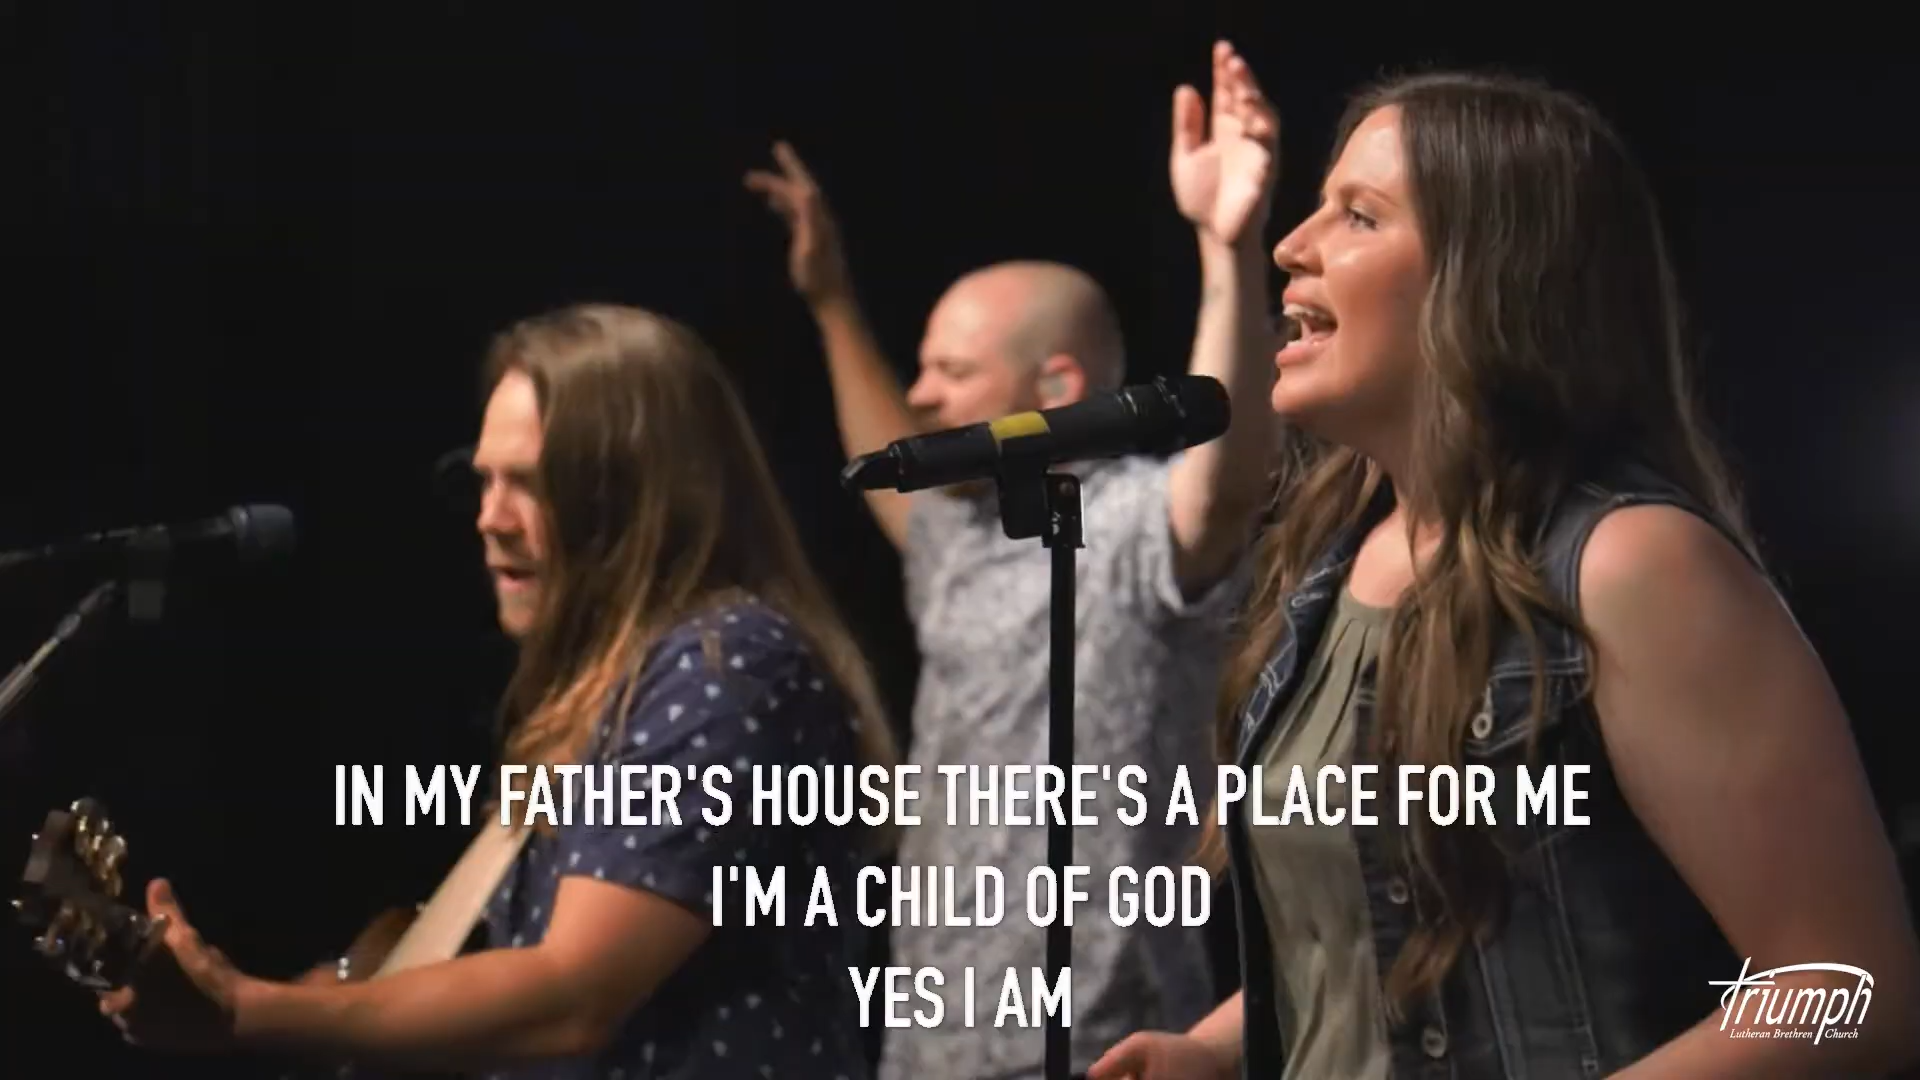 IN MY FATHER'S HOUSE THERE'S A PLACE FOR ME
I'M A CHILD OF GOD
YES I AM
Triumph
Lutheran Brethren Church